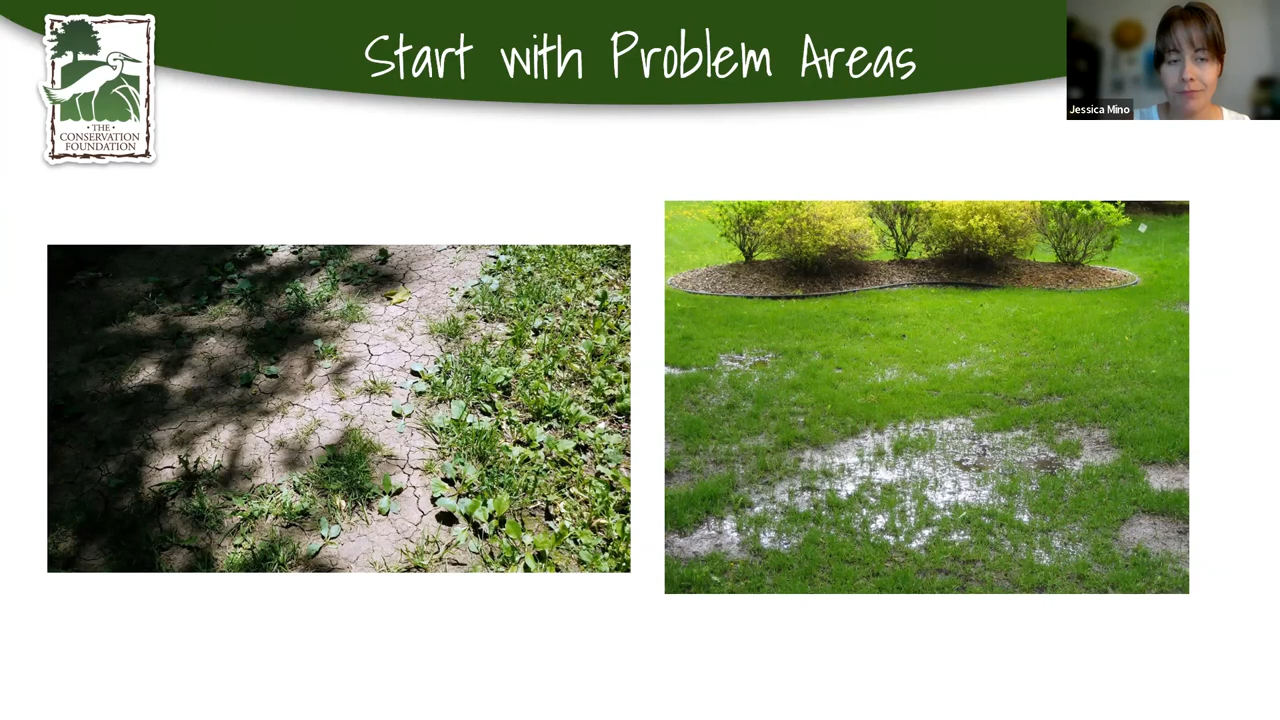 Start with Problem Areas
Jessica Mino
• THE •
CONSERVATION
FOUNDATION